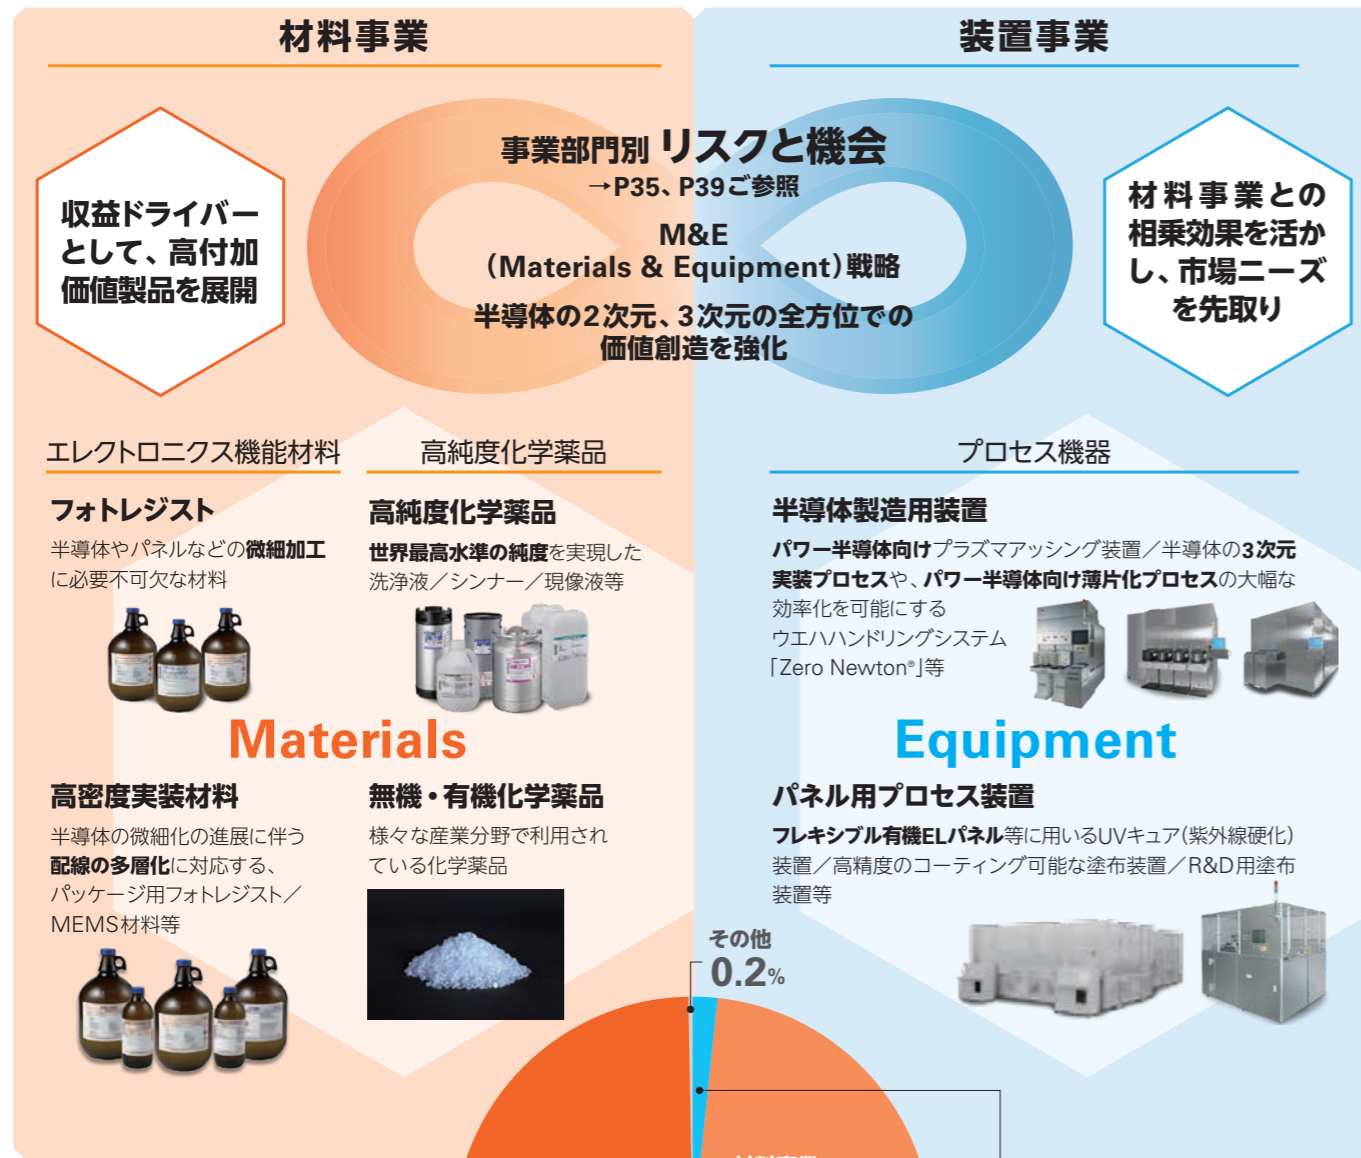 材料事業
装置事業
収益ドライバー
として、高付加
価値製品を展開
事業部門別 リスクと機会
→P35、P39ご参照
M&E
（Materials & Equipment）戦略
半導体の2次元、3次元の全方位での
価値創造を強化
材料事業との
相乗効果を活か
し、市場ニーズ
を先取り
エレクトロニクス機能材料
フォトレジスト
半導体やパネルなどの微細加工
に必要不可欠な材料
高純度化学薬品
高純度化学薬品
世界最高水準の純度を実現した
洗浄液／シンナー／現像液等
プロセス機器
半導体製造用装置
パワー半導体向けプラズマアッシング装置／半導体の3次元
実装プロセスや、パワー半導体向け薄片化プロセスの大幅な
効率化を可能にする
ウエハハンドリングシステム
「Zero Newton®」等
Materials
Equipment
高密度実装材料
半導体の微細化の進展に伴う
配線の多層化に対応する、
パッケージ用フォトレジスト／
MEMS材料等
無機・有機化学薬品
様々な産業分野で利用され
ている化学薬品
パネル用プロセス装置
フレキシブル有機ELパネル等に用いるUVキュア（紫外線硬化）
装置／高精度のコーティング可能な塗布装置／R&D用塗布
装置等
その他
0.2%